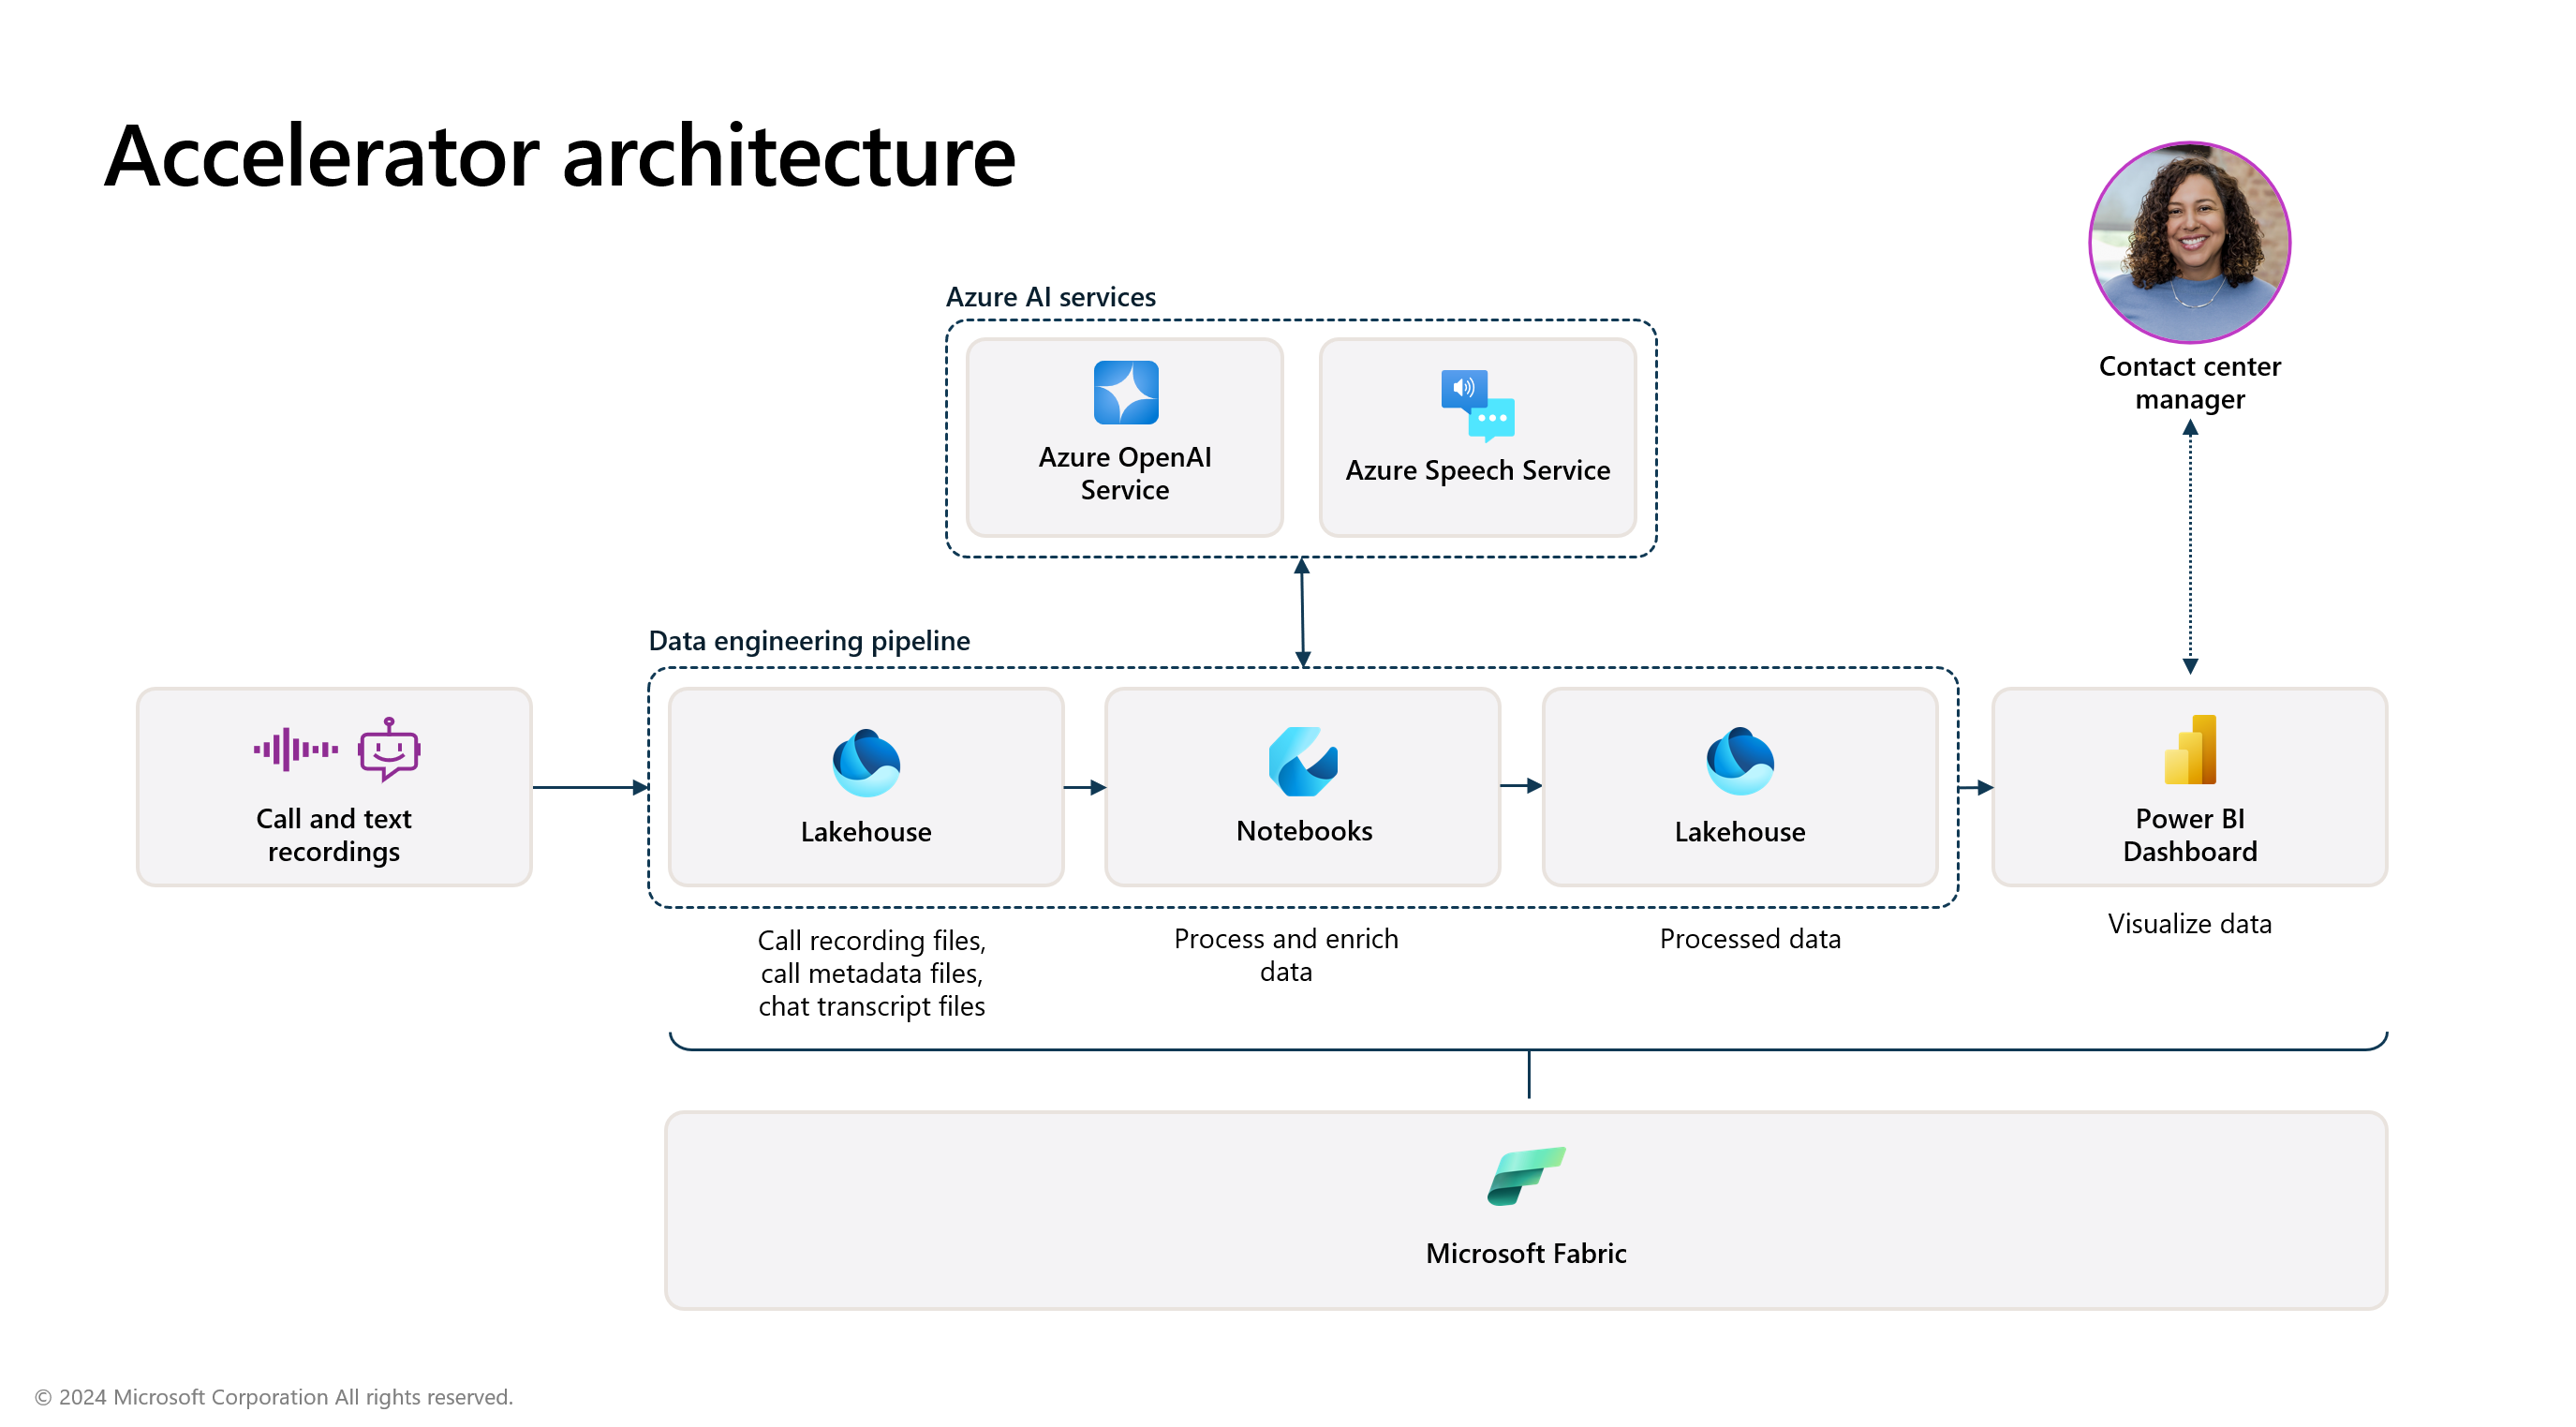 Accelerator architecture
Azure AI services
Azure OpenAI
Service
Azure Speech Service
Contact center
manager
Data engineering pipeline
Call and text
recordings
Lakehouse
Notebooks
Lakehouse
Power BI
Dashboard
Call recording files,
call metadata files,
chat transcript files
Process and enrich
data
Processed data
Visualize data
Microsoft Fabric
© 2024 Microsoft Corporation All rights reserved.